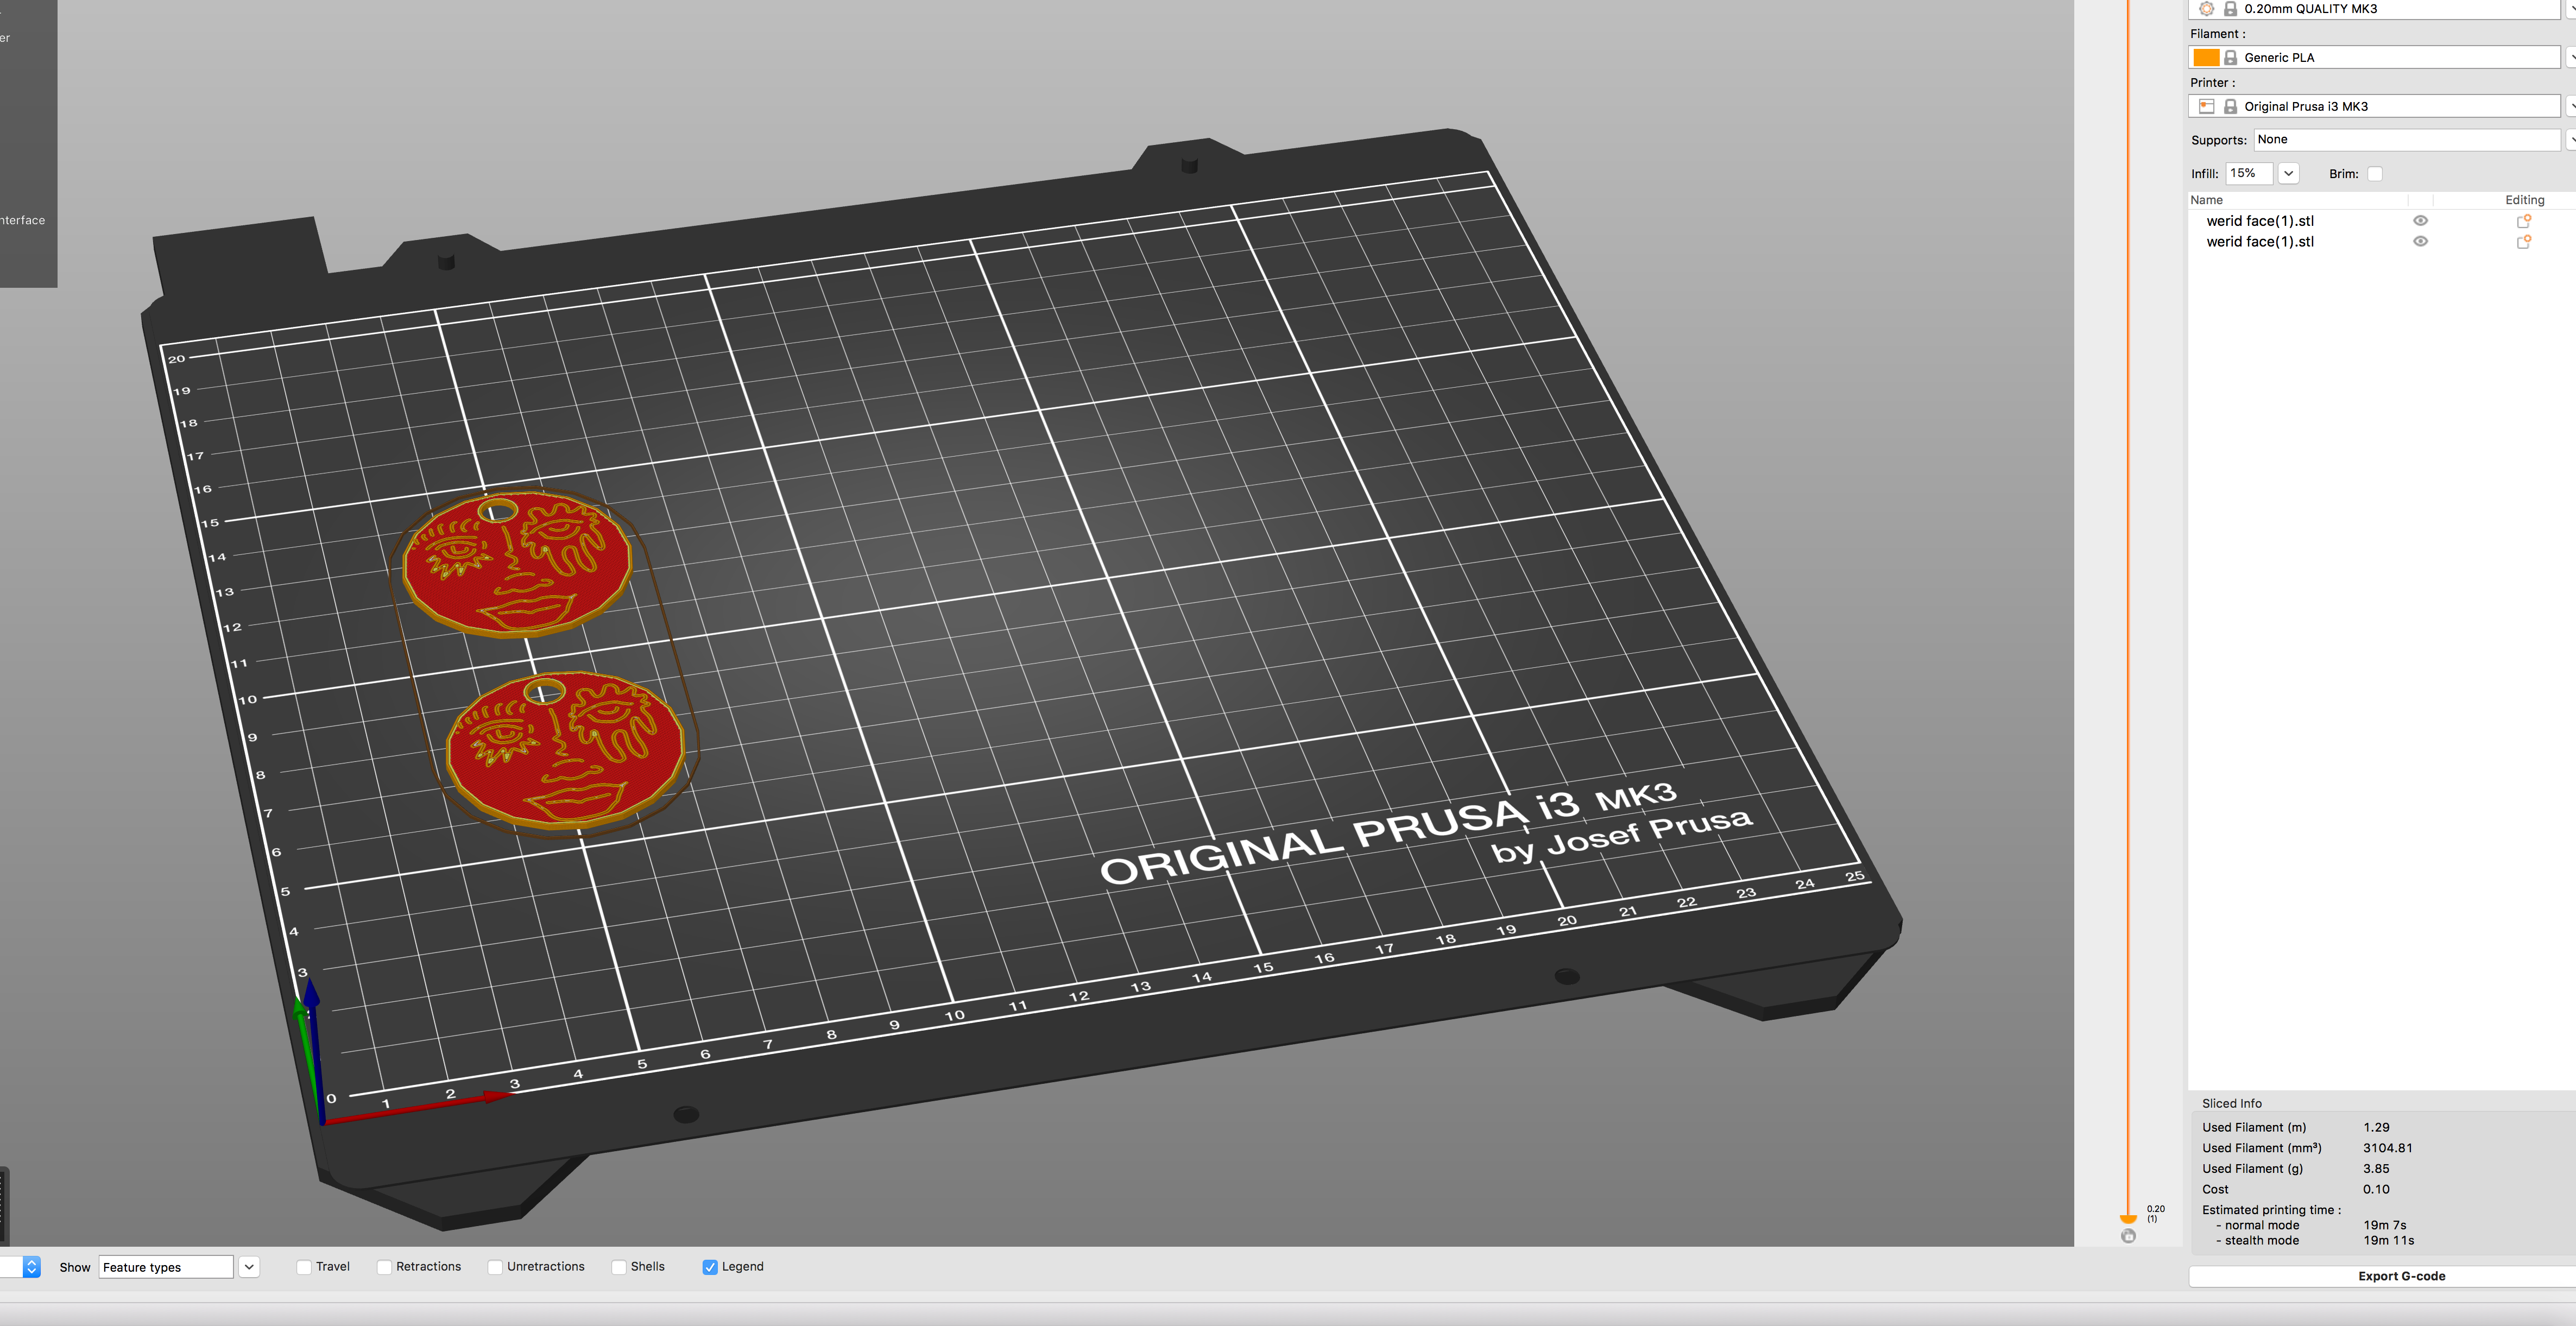 er
nterface
0.20mm QUALITY MK3
Filament :
Generic PLA
Printer :
Original Prusa i3 MK3
Supports: None
Infill: 15% Brim:
Name Editing
werid face(1).stl
werid face(1).stl
20
19
18
17
16
15
14
13
12
11
10
9
8
7
6
5
4
3
0 1 2 3 4 5 6 7 8 9 10 11 12 13 14 15 16 17 18 19 20 21 22 23 24 25
ORIGINAL PRUSA i3 MK3
by Josef Prusa
0.20
(1)
Sliced Info
Used Filament (m) 1.29
Used Filament (mm³) 3104.81
Used Filament (g) 3.85
Cost 0.10
Estimated printing time :
- normal mode 19m 7s
- stealth mode 19m 11s
Show Feature types Travel Retractions Unretractions Shells Legend
Export G-code